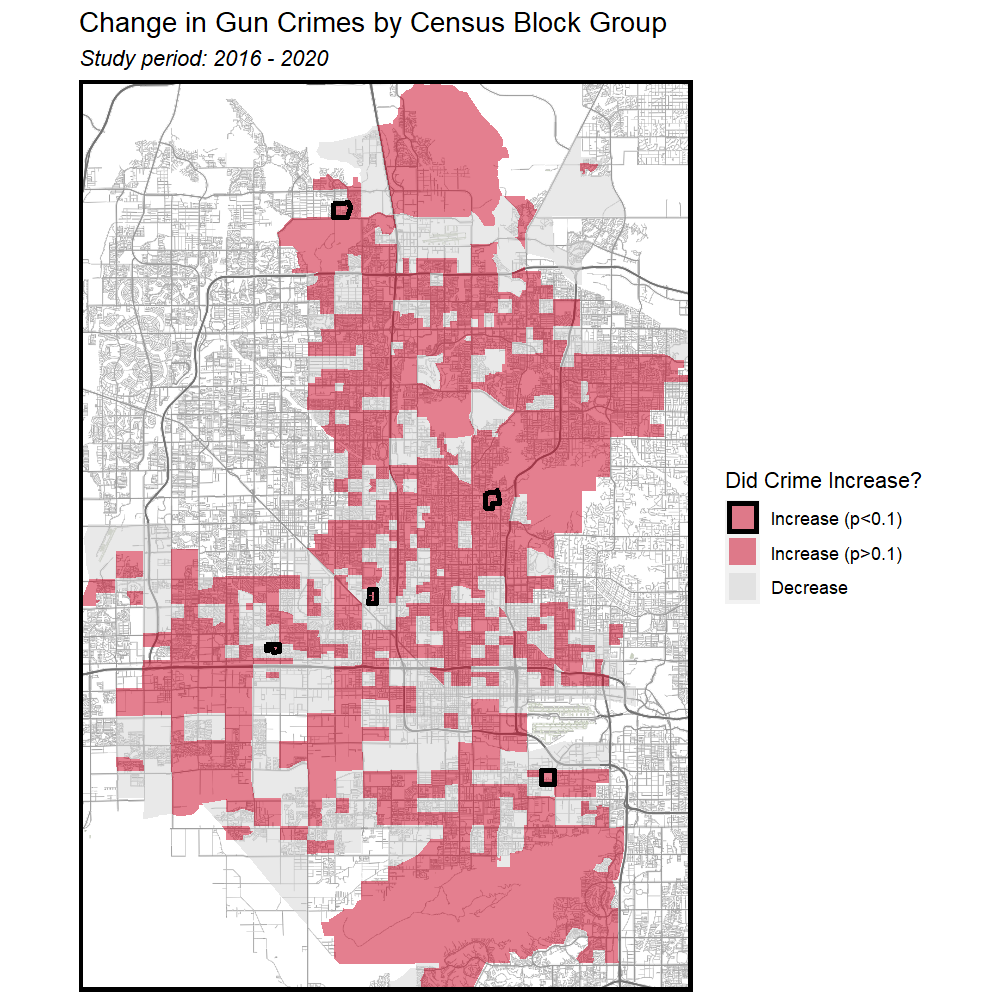 Change in Gun Crimes by Census Block Group
Study period: 2016 - 2020
Did Crime Increase?
Increase (p<0.1)
Increase (p>0.1)
Decrease